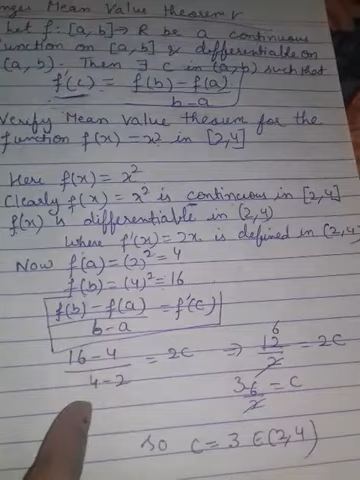 nges Mean Value theorem
Let f: [a, b] → R be a continuous
function on [a, b] & differentiable on
(a, b). Then ∃ c in (a, b) such that
f'(c) = f(b) - f(a)
b - a
Verify Mean Value theorem for the
function f(x) = x² in [2, 4]
Here f(x) = x²
Clearly f(x) = x² is continuous in [2, 4]
f(x) is differentiable in (2, 4)
where f'(x) = 2x is defined in (2, 4
Now f(a) = (2)² = 4
f(b) = (4)² = 16
f(b) - f(a) = f'(c)
b - a
16 - 4 = 2c ⇒ 12 6 = 2c
4 - 2 2
3 6 = c
2
so c = 3 ∈ (2, 4)